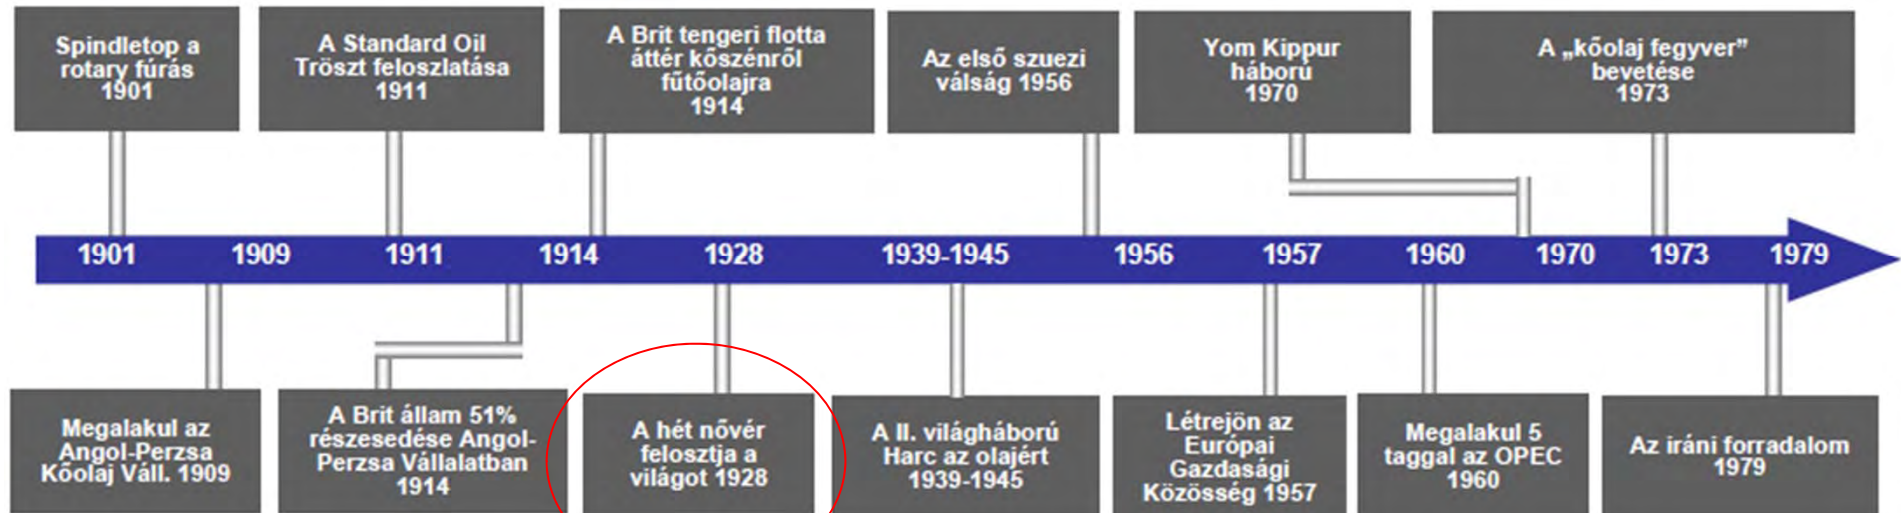 Spindletop a
rotary fúrás
1901
A Standard Oil
Tröszt feloszlatása
1911
A Brit tengeri flotta
áttér kőszénről
fűtőolajra
1914
Az első szuezi
válság 1956
Yom Kippur
háború
1970
A „kőolaj fegyver”
bevetése
1973
1901 1909 1911 1914 1928 1939-1945 1956 1957 1960 1970 1973 1979
Megalakul az
Angol-Perzsa
Kőolaj Váll. 1909
A Brit állam 51%
részesedése Angol-
Perzsa Vállalatban
1914
A hét nővér
felosztja a
világot 1928
A II. világháború
Harc az olajért
1939-1945
Létrejön az
Európai
Gazdasági
Közösség 1957
Megalakul 5
taggal az OPEC
1960
Az iráni forradalom
1979